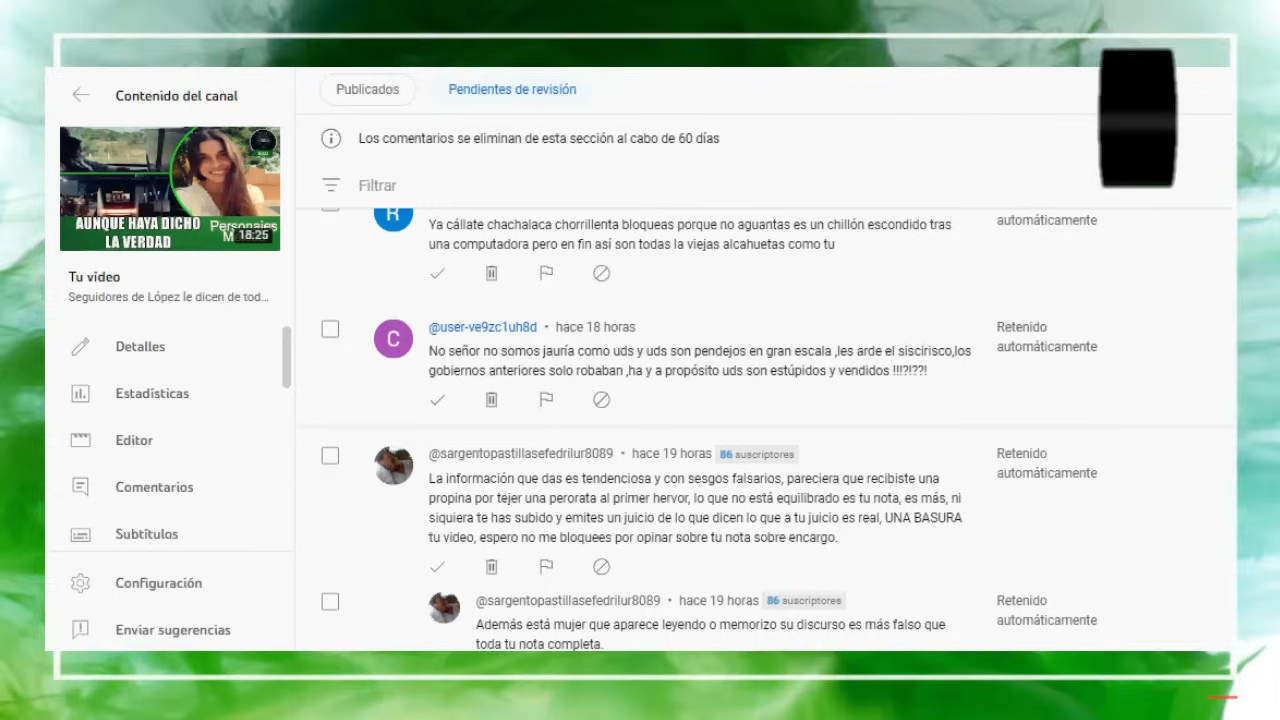 Contenido del canal
AUNQUE HAYA DICHO
LA VERDAD
Personajes
M
18:25
Tu vídeo
Seguidores de López le dicen de tod...
Detalles
Estadísticas
Editor
Comentarios
Subtítulos
Configuración
Enviar sugerencias
Publicados
Pendientes de revisión
Los comentarios se eliminan de esta sección al cabo de 60 días
Filtrar
R
Ya cállate chachalaca chorrillenta bloqueas porque no aguantas es un chillón escondido tras
una computadora pero en fin así son todas la viejas alcahuetas como tu
automáticamente
C
@user-ve9zc1uh8d • hace 18 horas
No señor no somos jauría como uds y uds son pendejos en gran escala ,les arde el siscirisco,los
gobiernos anteriores solo robaban ,ha y a propósito uds son estúpidos y vendidos !!!?!??!
Retenido
automáticamente
@sargentopastillasefedrilur8089 • hace 19 horas 86 suscriptores
La información que das es tendenciosa y con sesgos falsarios, pareciera que recibiste una
propina por tejer una perorata al primer hervor, lo que no está equilibrado es tu nota, es más, ni
siquiera te has subido y emites un juicio de lo que dicen lo que a tu juicio es real, UNA BASURA
tu video, espero no me bloquees por opinar sobre tu nota sobre encargo.
Retenido
automáticamente
@sargentopastillasefedrilur8089 • hace 19 horas 86 suscriptores
Además está mujer que aparece leyendo o memorizo su discurso es más falso que
toda tu nota completa.
Retenido
automáticamente